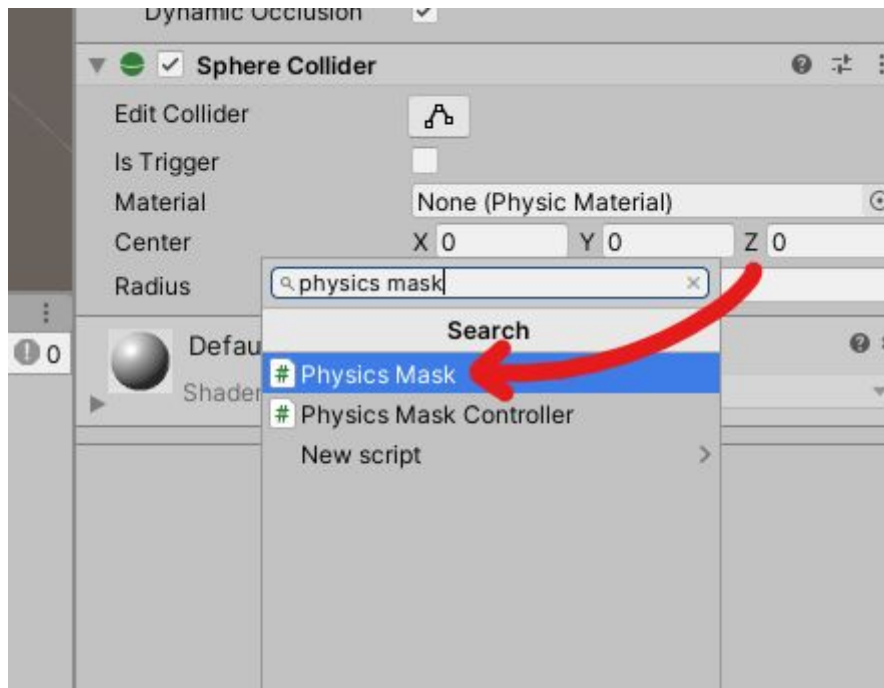 Dynamic Occlusion
Sphere Collider
Edit Collider
Is Trigger
Material None (Physic Material)
Center X 0 Y 0 Z 0
Radius
physics mask
Search
0
Defau
Physics Mask
Shader
Physics Mask Controller
New script